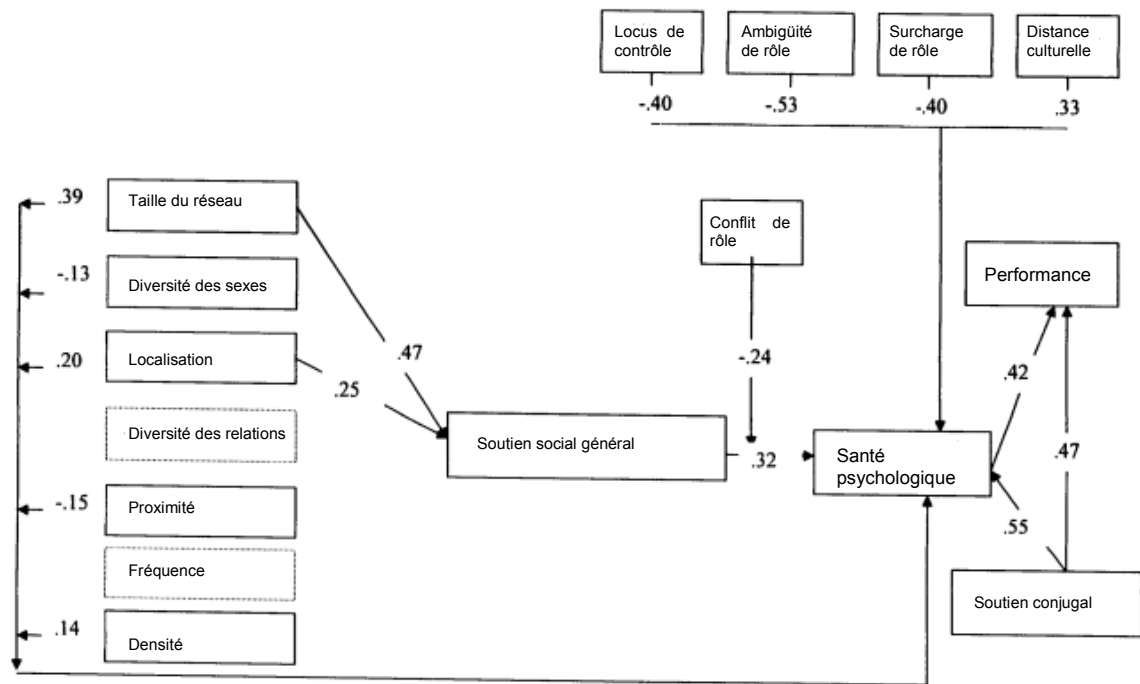 Locus de
contrôle
Ambigüité
de rôle
Surcharge
de rôle
Distance
culturelle
-.40
-.53
-.40
.33
.39
Taille du réseau
Conflit de
rôle
-.13
Diversité des sexes
Performance
.20
Localisation
.47
.25
-.24
.42
Diversité des relations
Soutien social général
.32
Santé
psychologique
.47
-.15
Proximité
.55
Fréquence
Soutien conjugal
.14
Densité